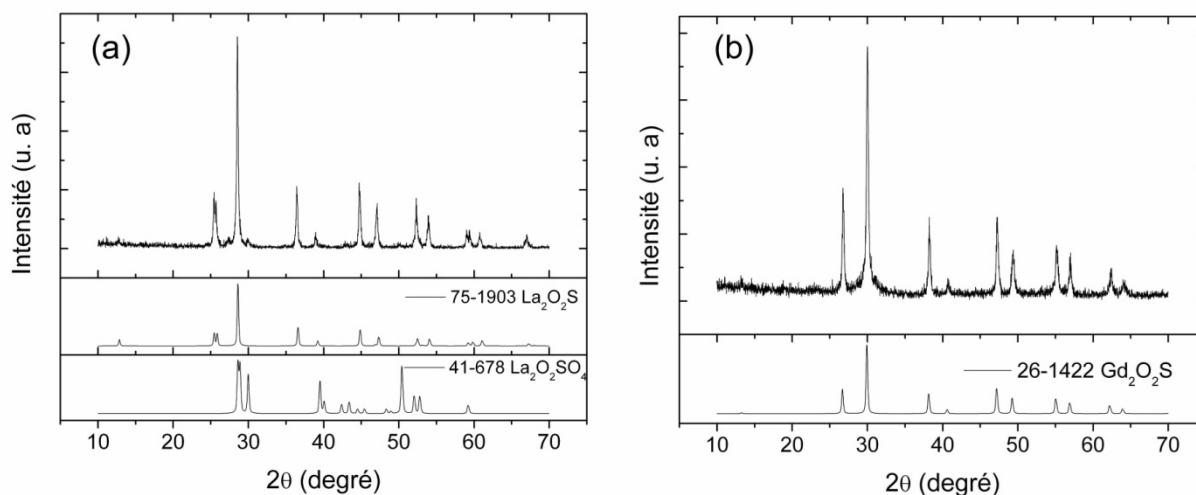 (a)
Intensité (u. a)
75-1903 La₂O₂S
41-678 La₂O₂SO₄
10 20 30 40 50 60 70
2θ (degré)
(b)
Intensité (u. a)
26-1422 Gd₂O₂S
10 20 30 40 50 60 70
2θ (degré)